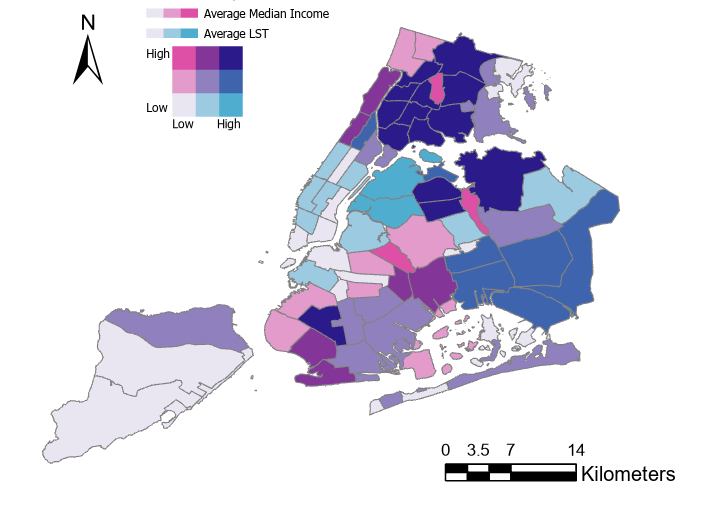 N
Average Median Income
Average LST
High
Low
Low High
0 3.5 7 14
Kilometers